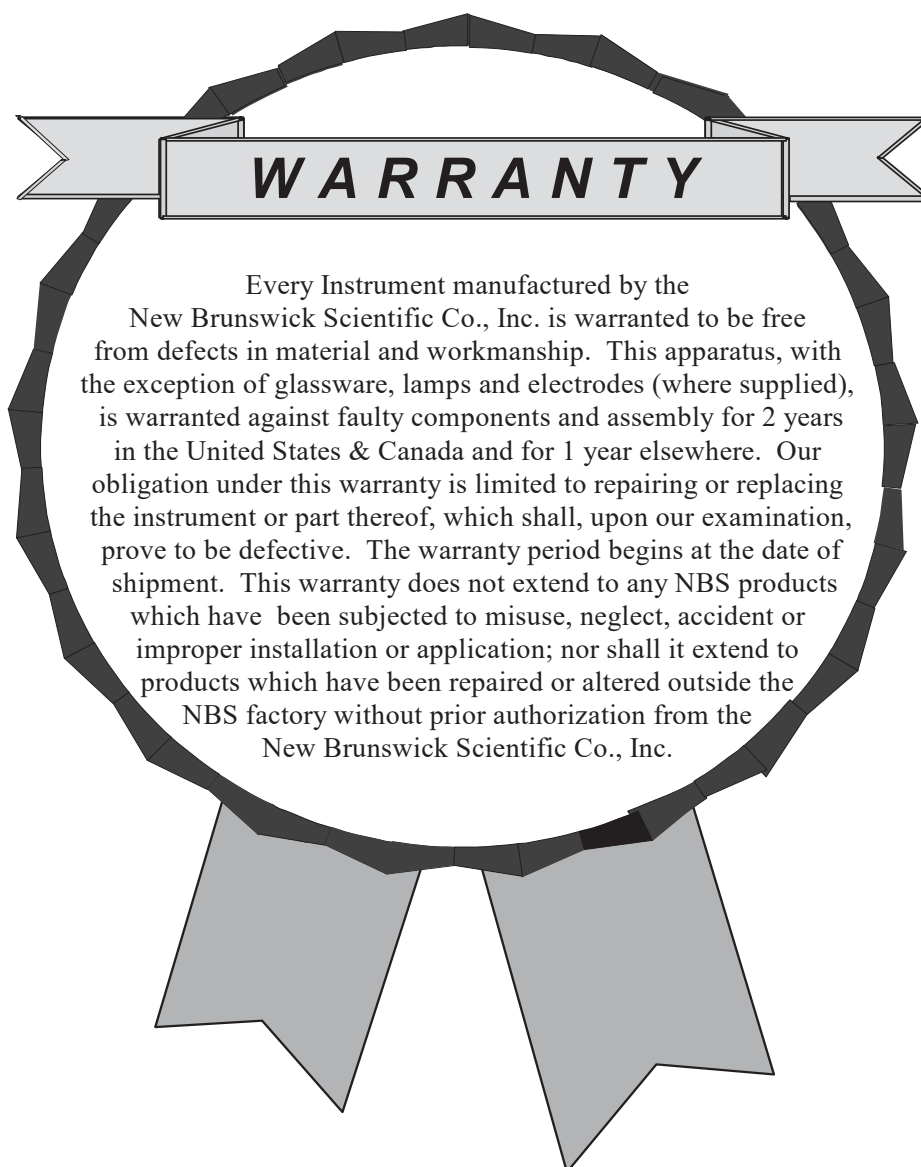 WARRANTY
Every Instrument manufactured by the
New Brunswick Scientific Co., Inc. is warranted to be free
from defects in material and workmanship.  This apparatus, with
the exception of glassware, lamps and electrodes (where supplied),
is warranted against faulty components and assembly for 2 years
in the United States & Canada and for 1 year elsewhere.  Our
obligation under this warranty is limited to repairing or replacing
the instrument or part thereof, which shall, upon our examination,
prove to be defective.  The warranty period begins at the date of
shipment.  This warranty does not extend to any NBS products
which have  been subjected to misuse, neglect, accident or
improper installation or application; nor shall it extend to
products which have been repaired or altered outside the
NBS factory without prior authorization from the
New Brunswick Scientific Co., Inc.